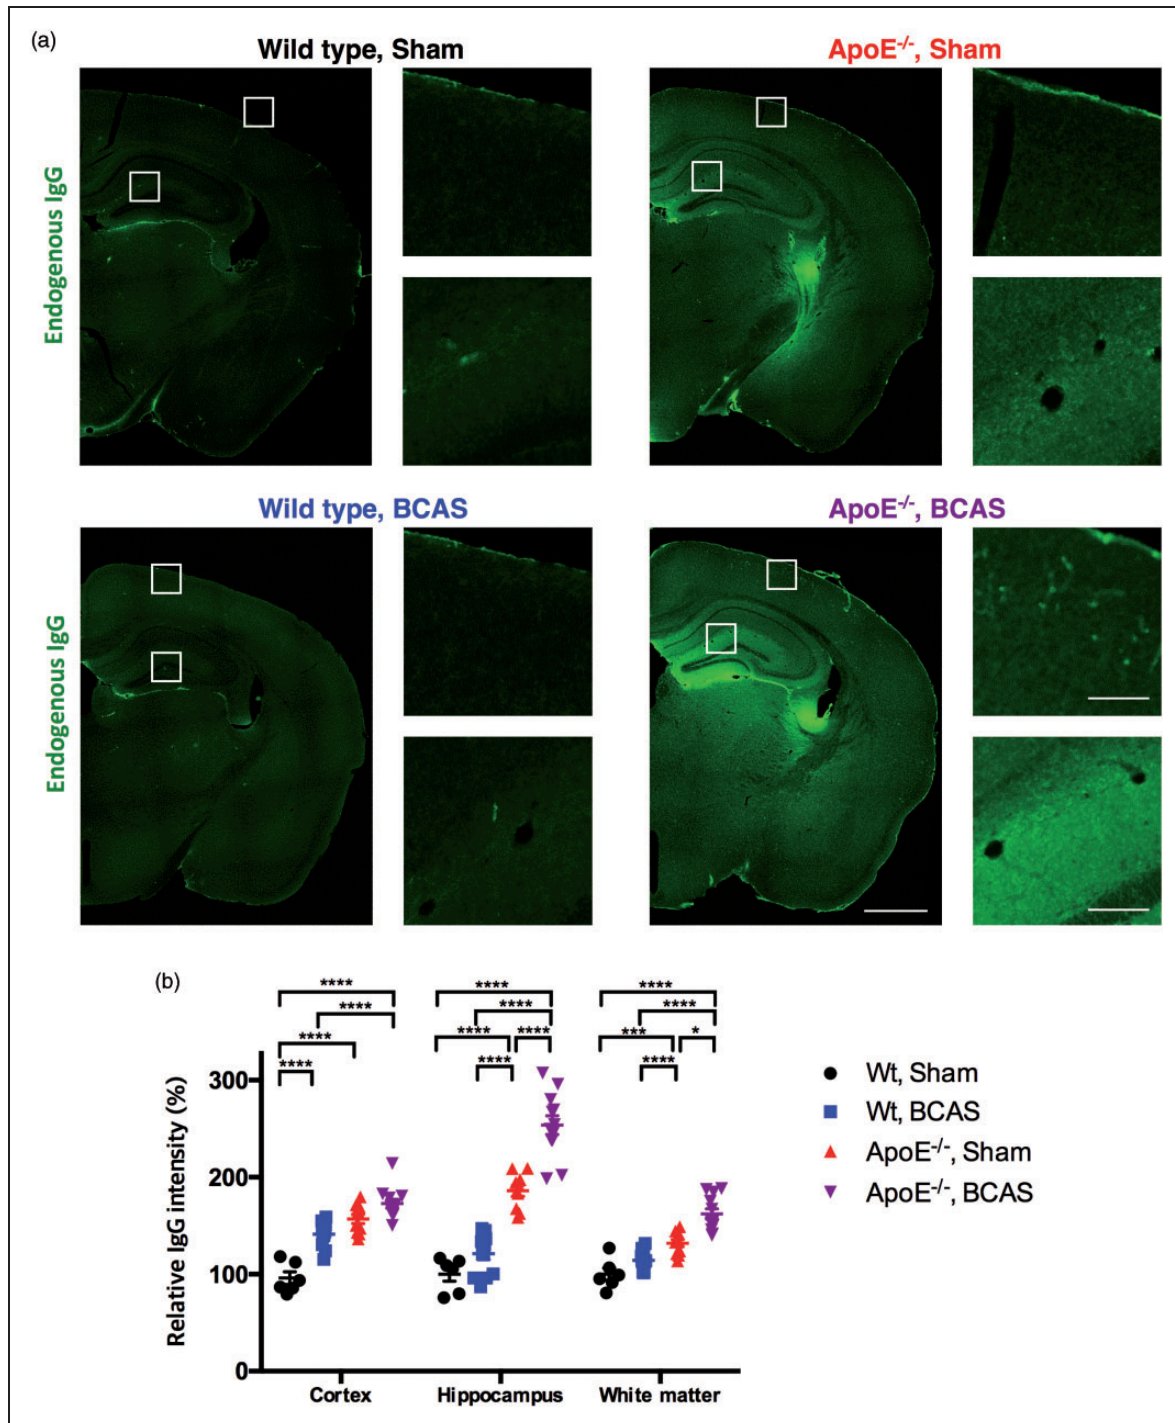 (a)
Wild type, Sham
ApoE-/-, Sham
Endogenous IgG
Wild type, BCAS
ApoE-/-, BCAS
Endogenous IgG
(b)
**** **** ****
**** **** ****
**** **** **** *** *
**** **** ****
Relative IgG intensity (%)
300
200
100
0
Cortex Hippocampus White matter
Wt, Sham
Wt, BCAS
ApoE-/-, Sham
ApoE-/-, BCAS